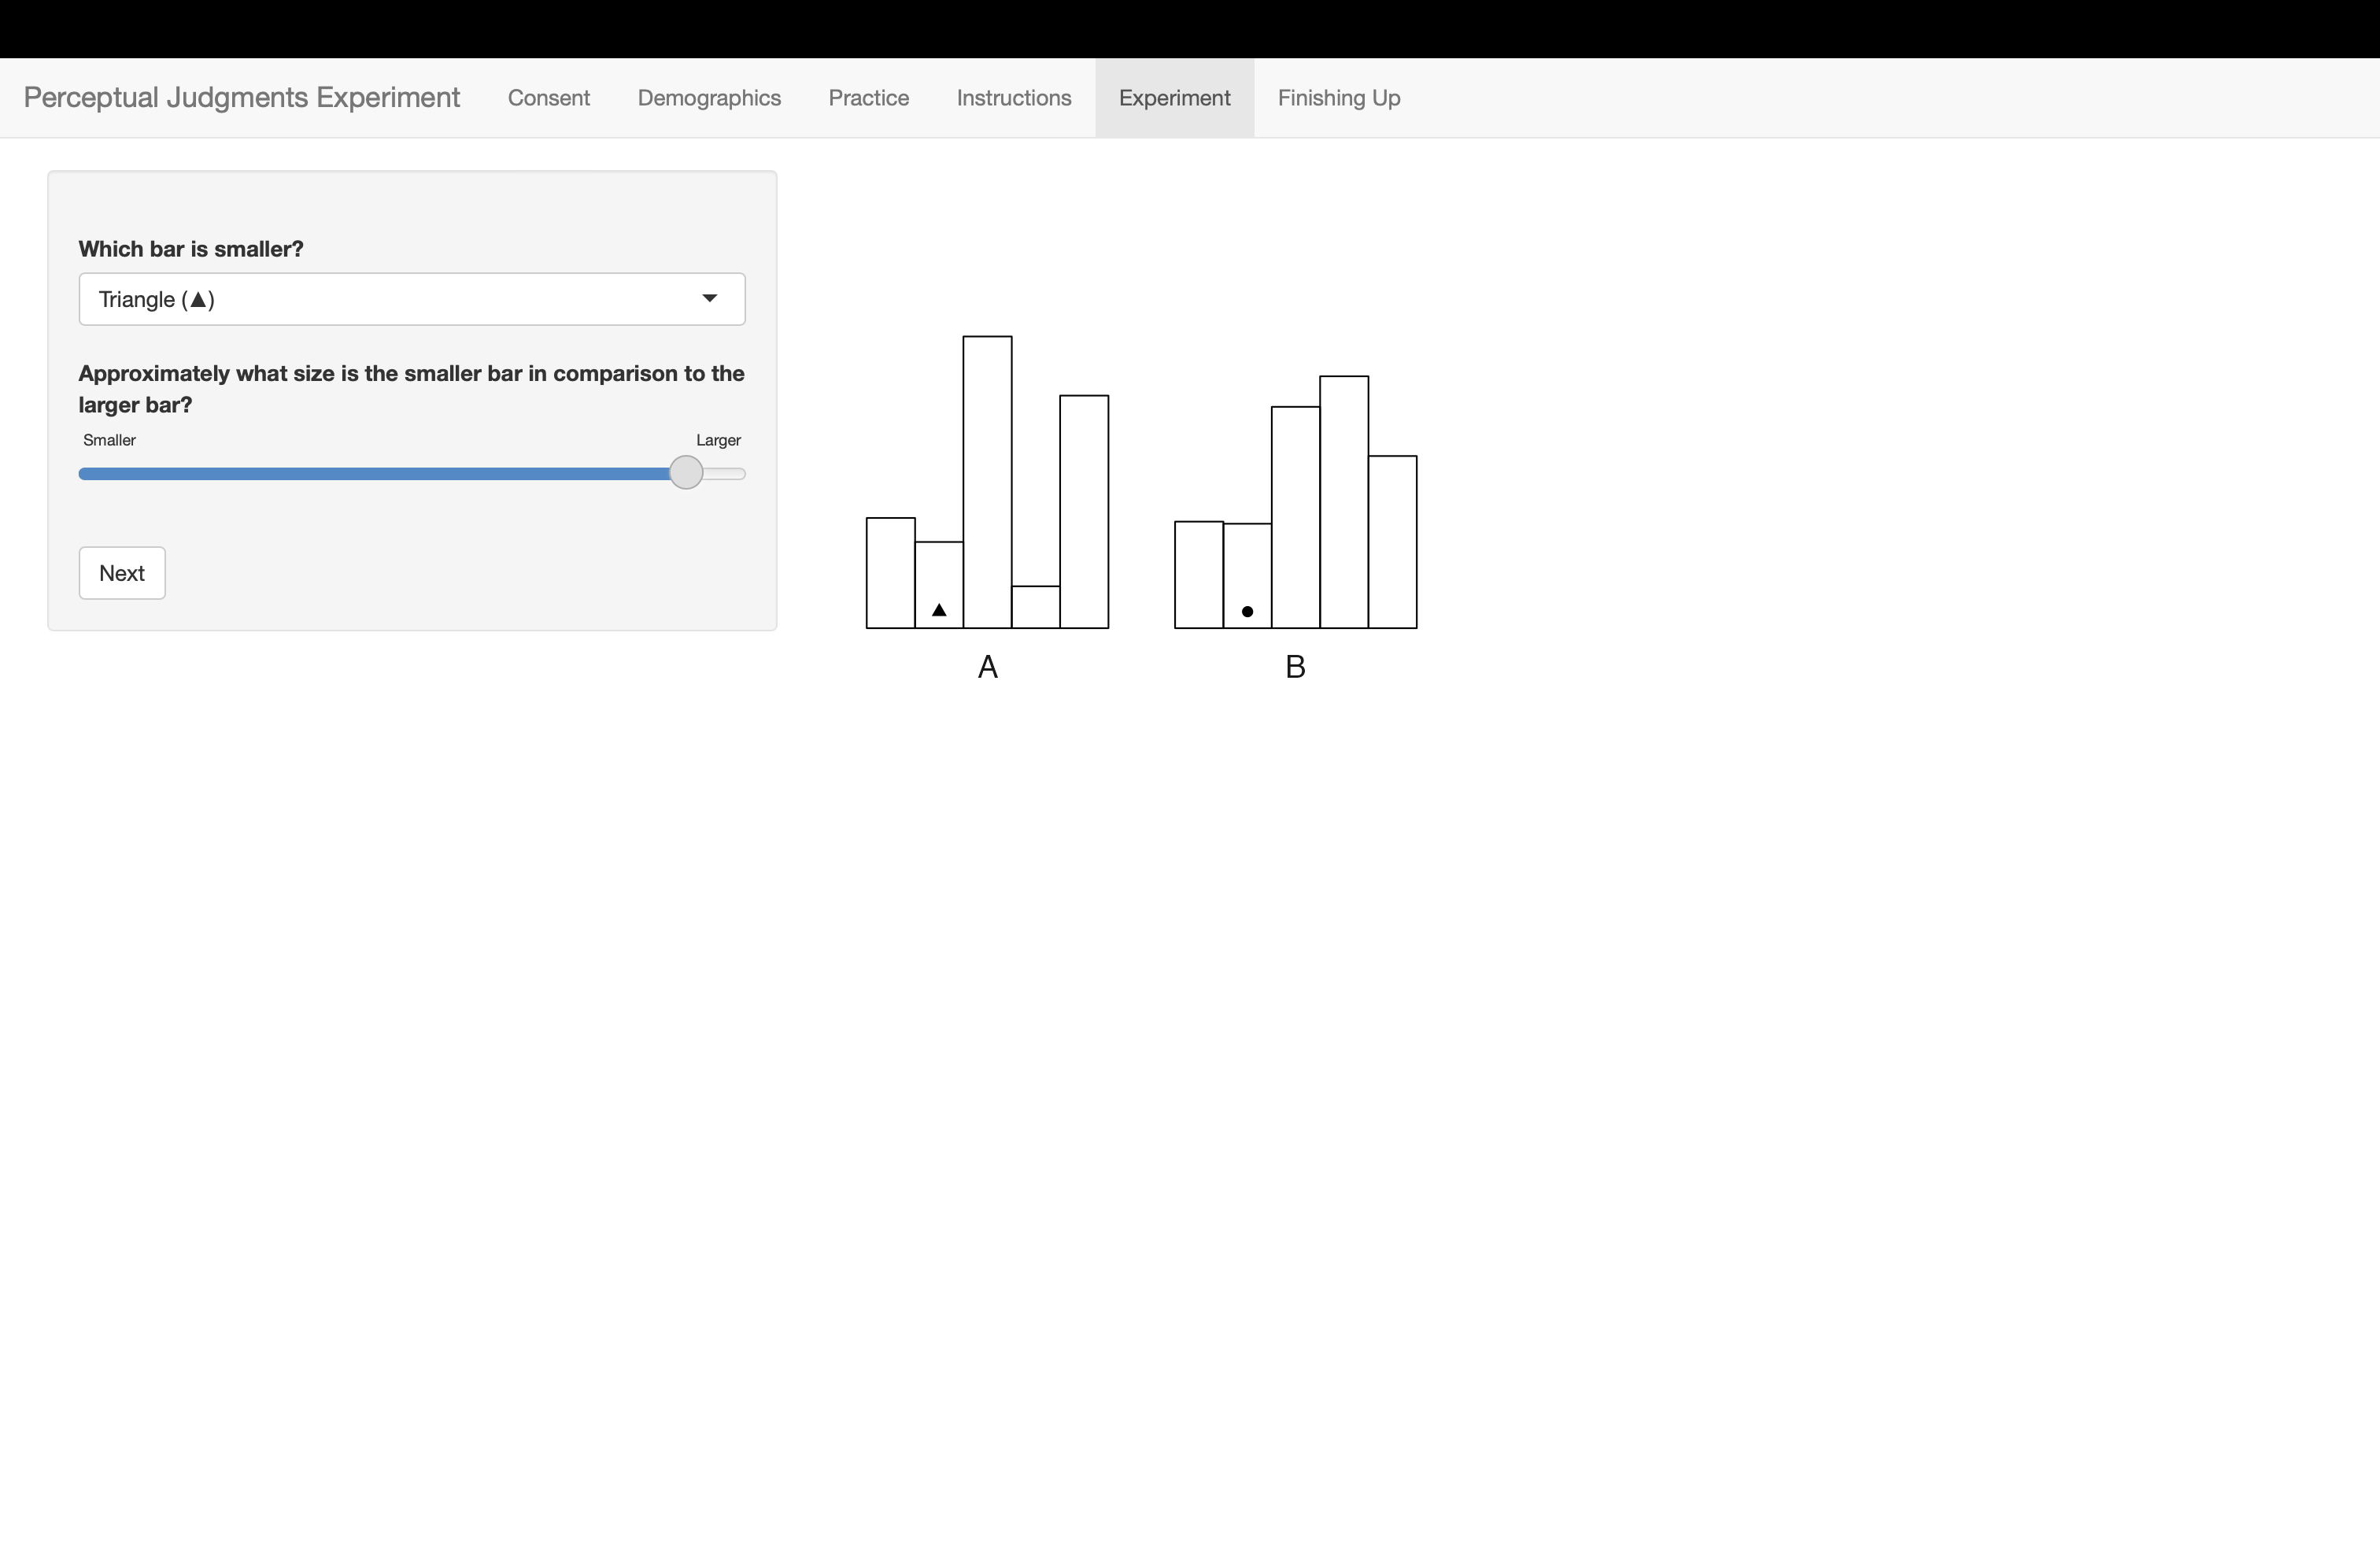 Perceptual Judgments Experiment Consent Demographics Practice Instructions Experiment Finishing Up
Which bar is smaller?
Triangle (▲)
Approximately what size is the smaller bar in comparison to the
larger bar?
Smaller Larger
Next
A B